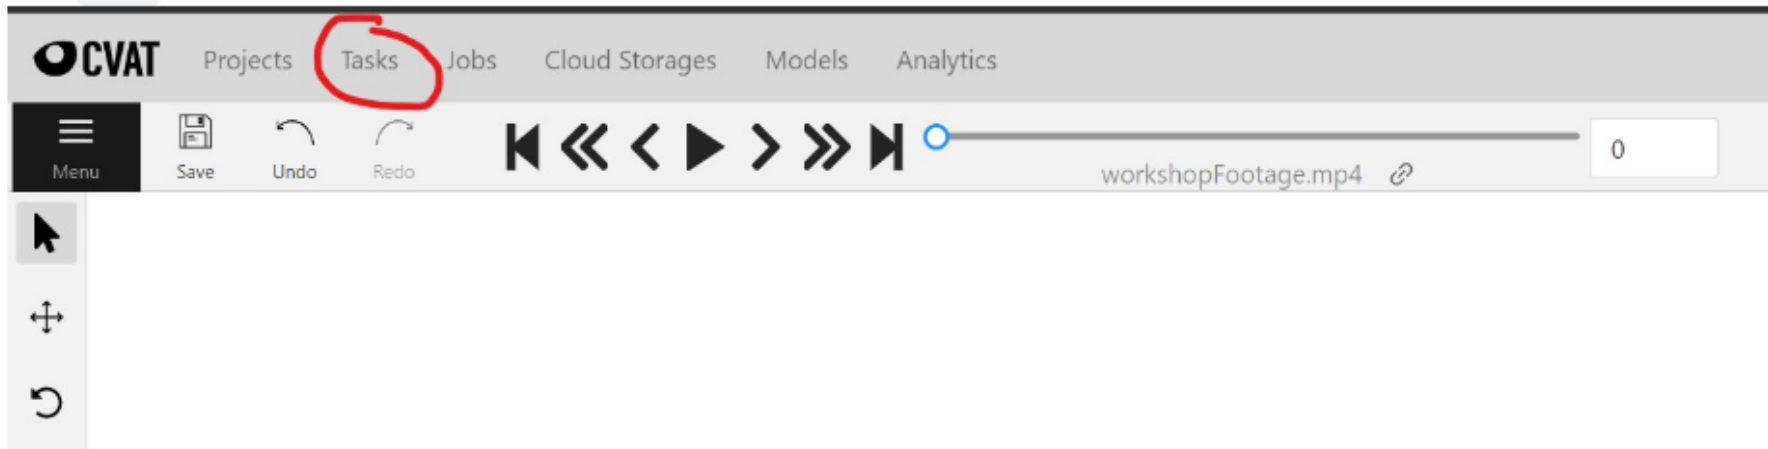 CVAT Projects Tasks Jobs Cloud Storages Models Analytics
Menu Save Undo Redo workshopFootage.mp4 0